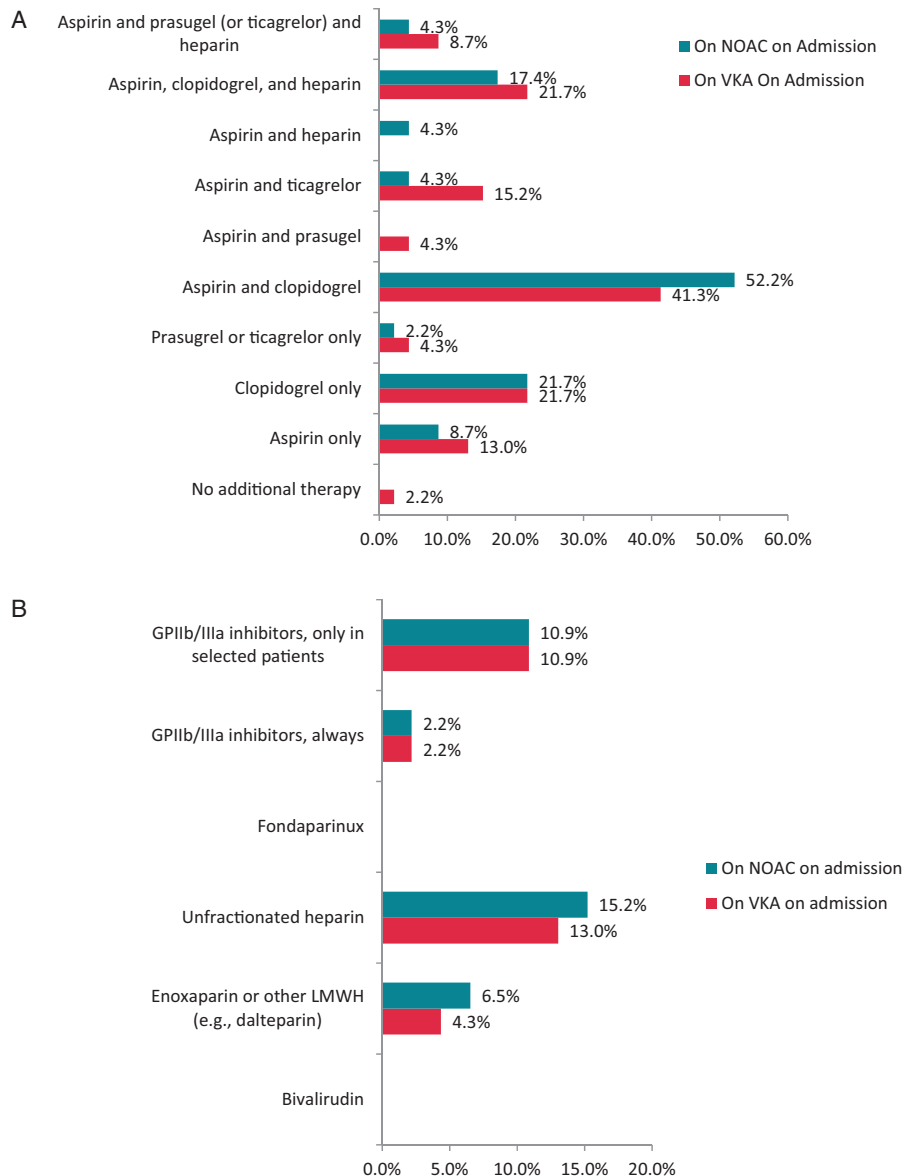 A
Aspirin and prasugel (or ticagrelor) and
heparin
4.3%
8.7%
On NOAC on Admission
On VKA On Admission
Aspirin, clopidogrel, and heparin
17.4%
21.7%
Aspirin and heparin
4.3%
Aspirin and ticagrelor
4.3%
15.2%
Aspirin and prasugel
4.3%
Aspirin and clopidogrel
52.2%
41.3%
Prasugrel or ticagrelor only
2.2%
4.3%
Clopidogrel only
21.7%
21.7%
Aspirin only
8.7%
13.0%
No additional therapy
2.2%
0.0% 10.0% 20.0% 30.0% 40.0% 50.0% 60.0%
B
GPIIb/IIIa inhibitors, only in
selected patients
10.9%
10.9%
GPIIb/IIIa inhibitors, always
2.2%
2.2%
Fondaparinux
On NOAC on admission
On VKA on admission
Unfractionated heparin
15.2%
13.0%
Enoxaparin or other LMWH
(e.g., dalteparin)
6.5%
4.3%
Bivalirudin
0.0% 5.0% 10.0% 15.0% 20.0%